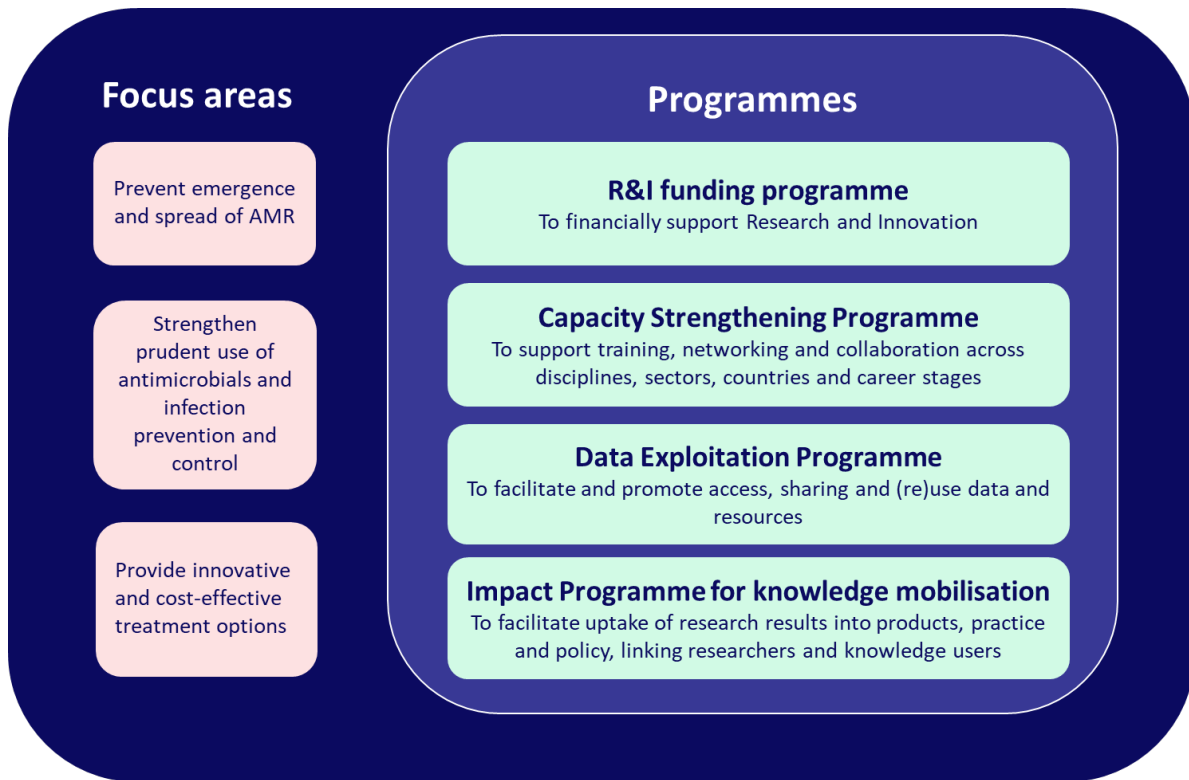 Focus areas
Prevent emergence
and spread of AMR
Strengthen
prudent use of
antimicrobials and
infection
prevention and
control
Provide innovative
and cost-effective
treatment options
Programmes
R&I funding programme
To financially support Research and Innovation
Capacity Strengthening Programme
To support training, networking and collaboration across
disciplines, sectors, countries and career stages
Data Exploitation Programme
To facilitate and promote access, sharing and (re)use data and
resources
Impact Programme for knowledge mobilisation
To facilitate uptake of research results into products, practice
and policy, linking researchers and knowledge users